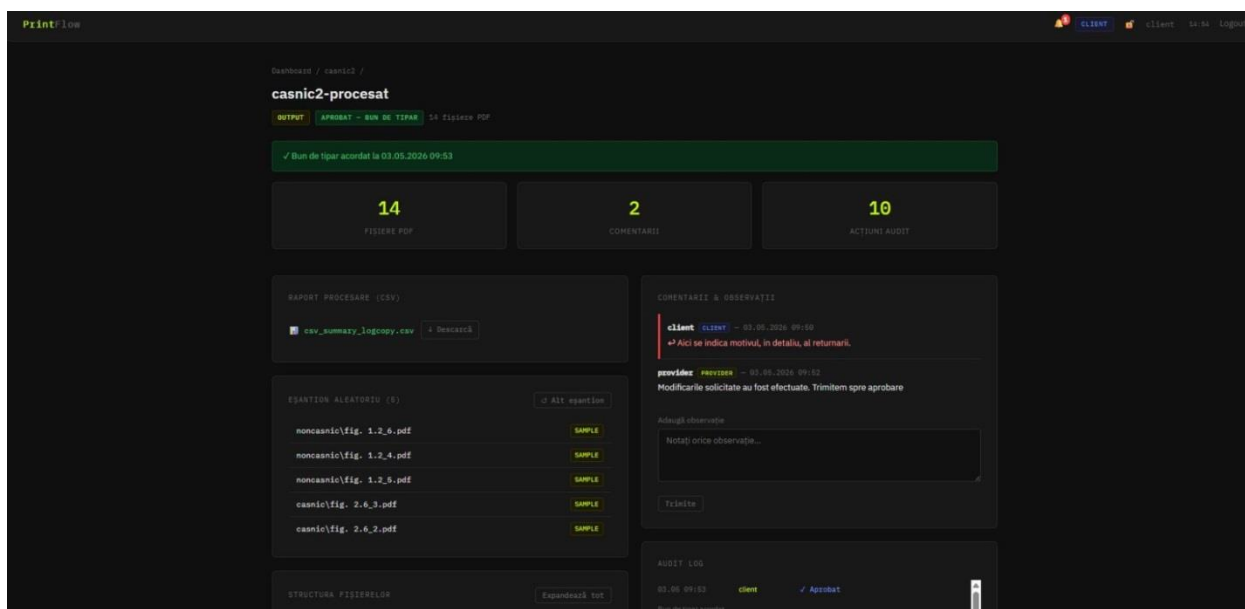 PrintFlow
5
CLIENT
client
14:54
Logout
Dashboard / casnic2 /
casnic2-procesat
OUTPUT
APROBAT – BUN DE TIPAR
14 fișiere PDF
✓ Bun de tipar acordat la 03.05.2026 09:53
14
FIȘIERE PDF
2
COMENTARII
10
ACȚIUNI AUDIT
RAPORT PROCESARE (CSV)
csv_summary_logcopy.csv
↓ Descarcă
EȘANTION ALEATORIU (5)
↺ Alt eșantion
noncasnic\fig. 1.2_6.pdf SAMPLE
noncasnic\fig. 1.2_4.pdf SAMPLE
noncasnic\fig. 1.2_5.pdf SAMPLE
casnic\fig. 2.6_3.pdf SAMPLE
casnic\fig. 2.6_2.pdf SAMPLE
STRUCTURA FIȘIERELOR
Expandează tot
COMENTARII & OBSERVAȚII
client CLIENT — 03.05.2026 09:50
↩ Aici se indica motivul, in detaliu, al returnarii.
provider PROVIDER — 03.05.2026 09:52
Modificarile solicitate au fost efectuate. Trimitem spre aprobare
Adaugă observație
Notați orice observație...
Trimite
AUDIT LOG
03.05 09:53 client ✓ Aprobat